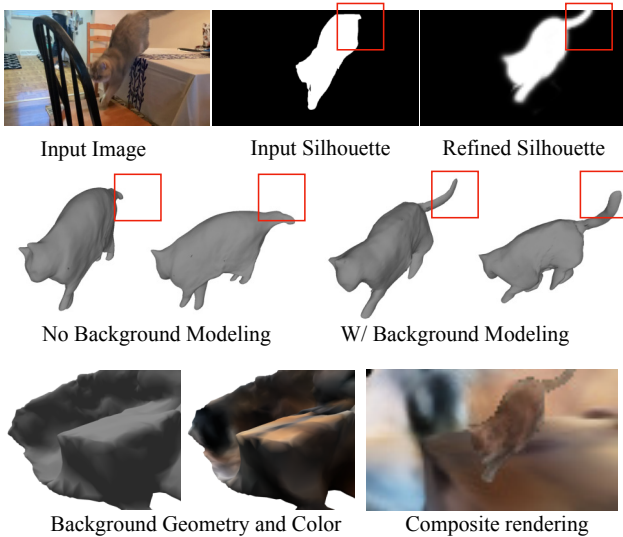 Input Image
Input Silhouette
Refined Silhouette
No Background Modeling
W/ Background Modeling
Background Geometry and Color
Composite rendering